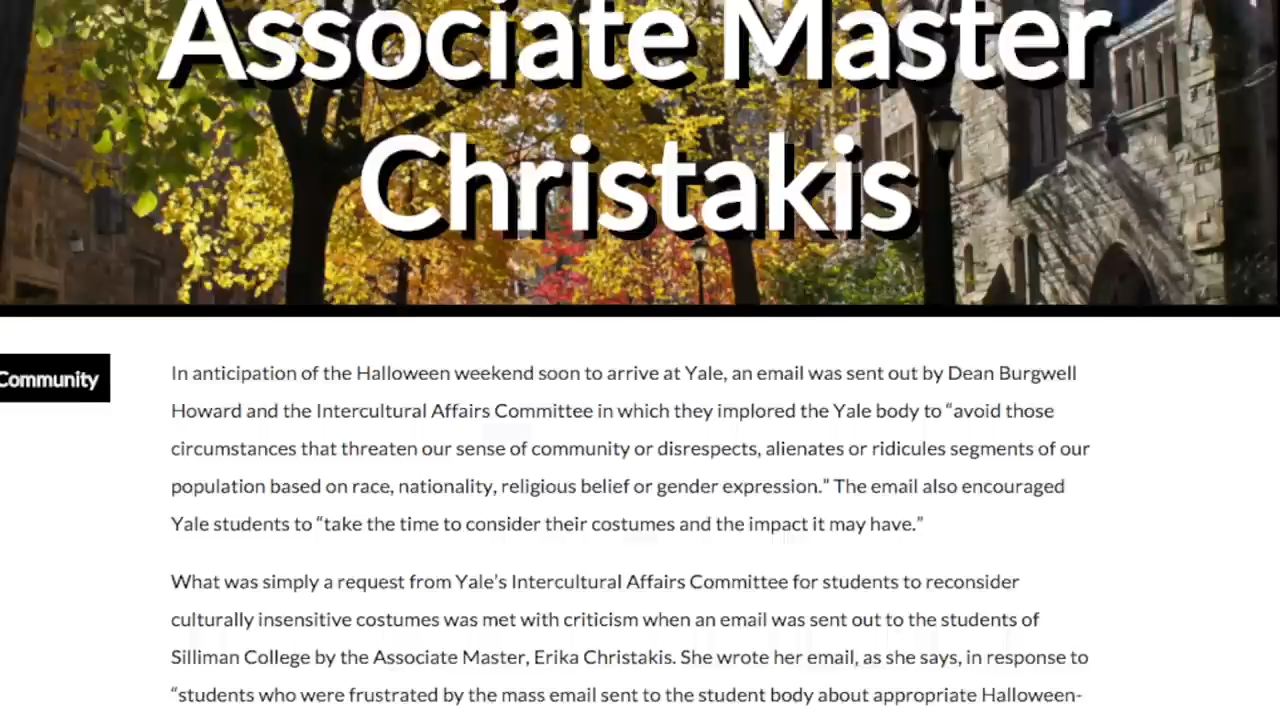 Associate Master
Christakis
Community
In anticipation of the Halloween weekend soon to arrive at Yale, an email was sent out by Dean Burgwell
Howard and the Intercultural Affairs Committee in which they implored the Yale body to “avoid those
circumstances that threaten our sense of community or disrespects, alienates or ridicules segments of our
population based on race, nationality, religious belief or gender expression.” The email also encouraged
Yale students to “take the time to consider their costumes and the impact it may have.”
What was simply a request from Yale’s Intercultural Affairs Committee for students to reconsider
culturally insensitive costumes was met with criticism when an email was sent out to the students of
Silliman College by the Associate Master, Erika Christakis. She wrote her email, as she says, in response to
“students who were frustrated by the mass email sent to the student body about appropriate Halloween-